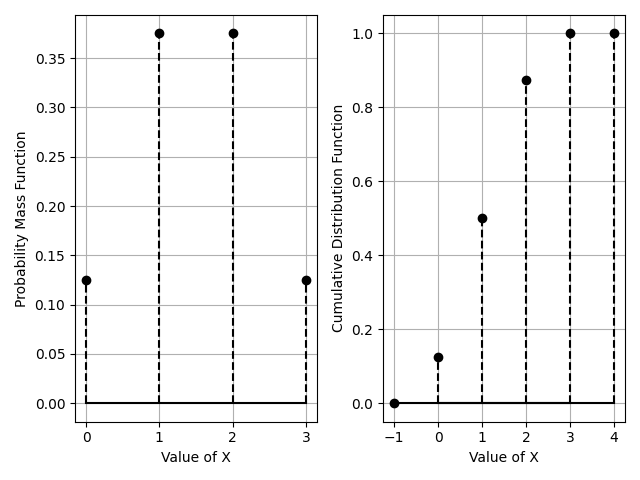 Probability Mass Function
0.35
0.30
0.25
0.20
0.15
0.10
0.05
0.00
0 1 2 3
Value of X
Cumulative Distribution Function
1.0
0.8
0.6
0.4
0.2
0.0
−1 0 1 2 3 4
Value of X